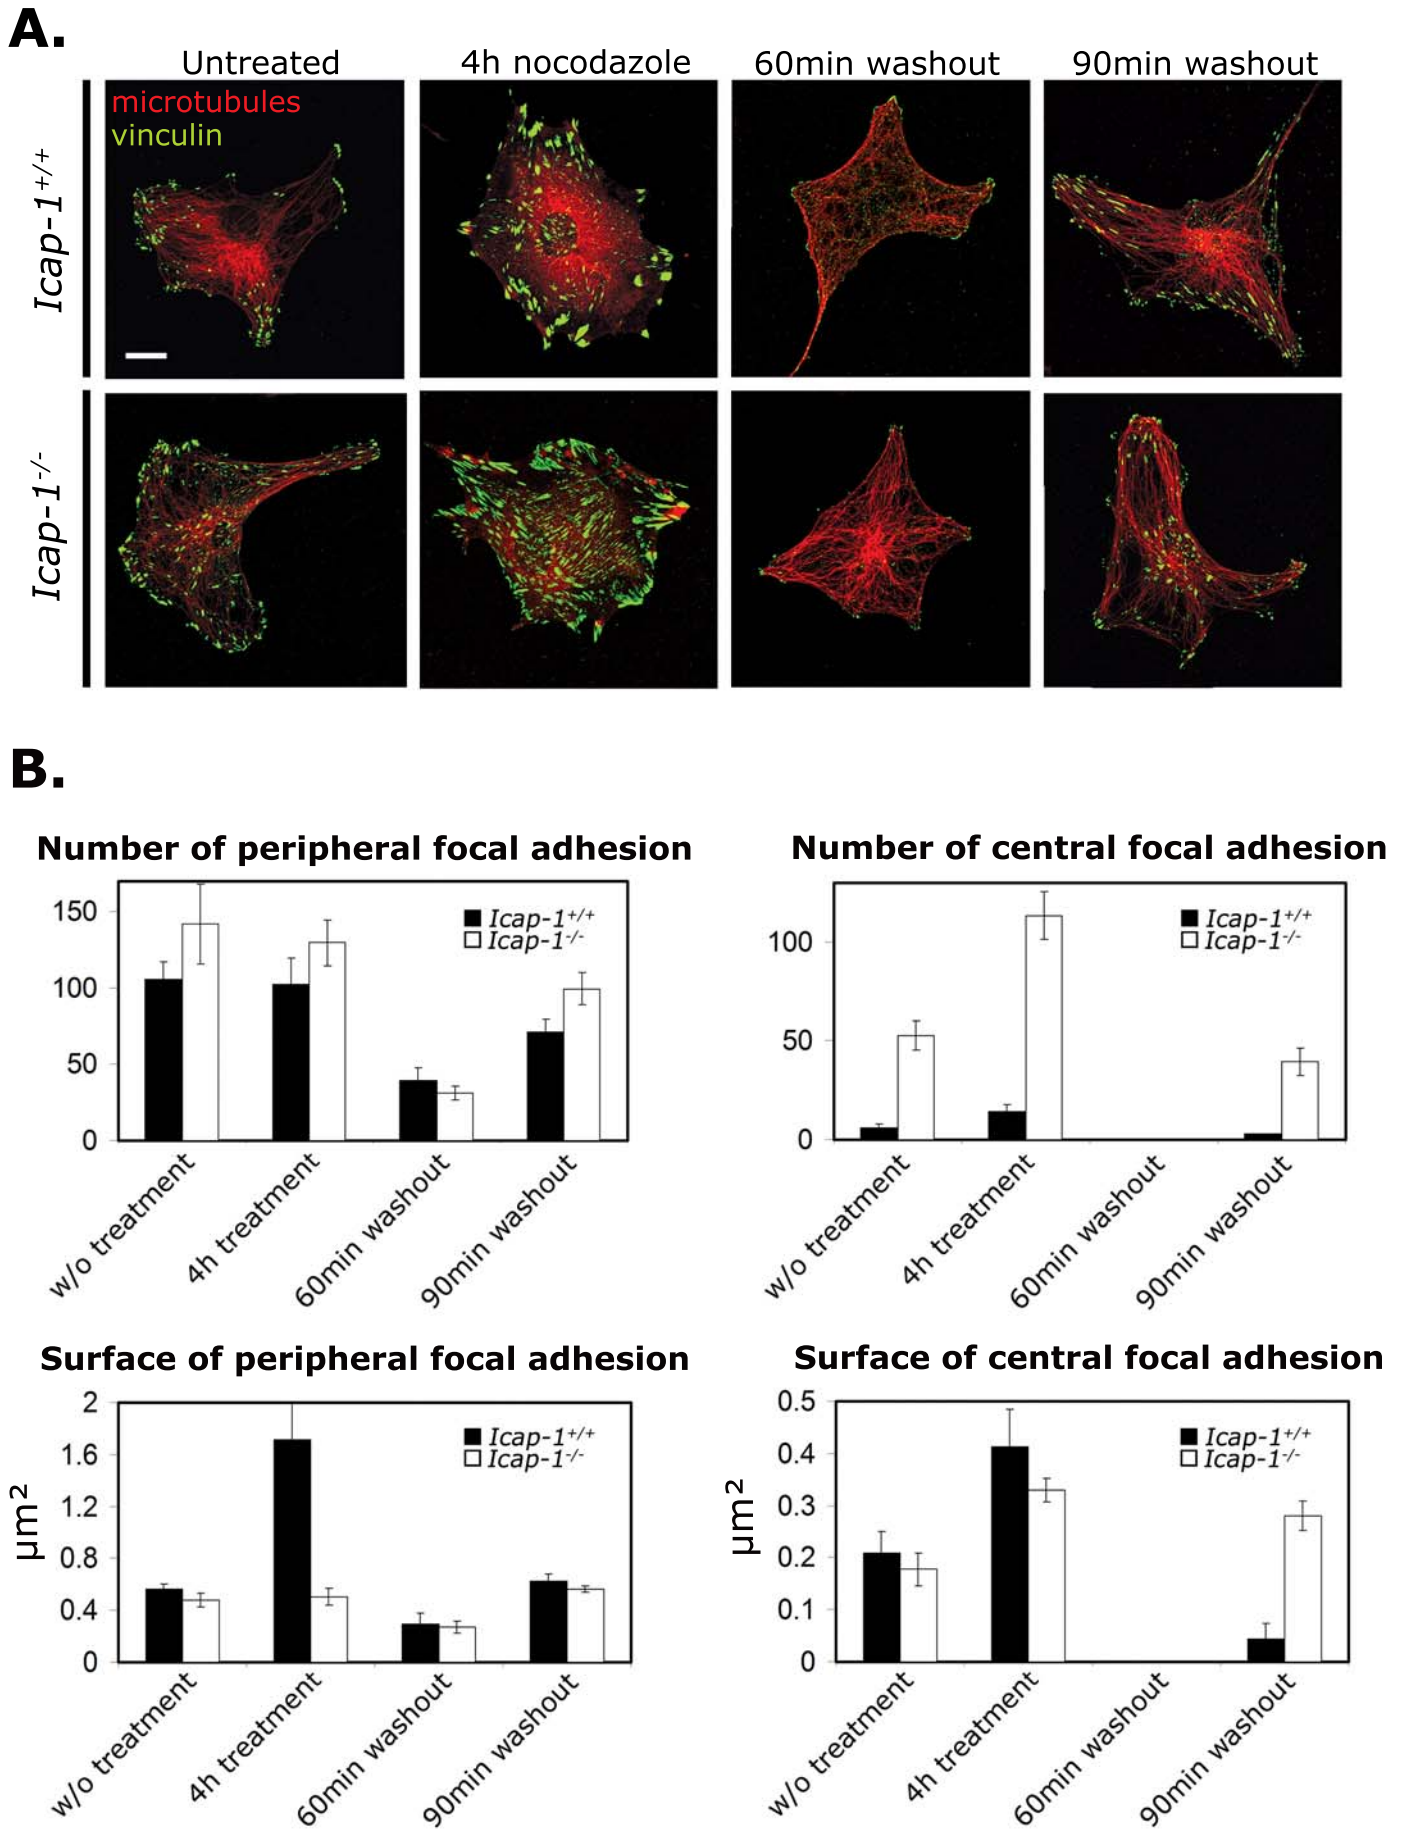 A.
Untreated 4h nocodazole 60min washout 90min washout
microtubules
vinculin
Icap-1+/+
Icap-1-/-
B.
Number of peripheral focal adhesion
150
100
50
0
Icap-1+/+
Icap-1-/-
w/o treatment
4h treatment
60min washout
90min washout
Number of central focal adhesion
100
50
0
Icap-1+/+
Icap-1-/-
w/o treatment
4h treatment
60min washout
90min washout
Surface of peripheral focal adhesion
µm²
2
1.6
1.2
0.8
0.4
0
Icap-1+/+
Icap-1-/-
w/o treatment
4h treatment
60min washout
90min washout
Surface of central focal adhesion
µm²
0.5
0.4
0.3
0.2
0.1
0
Icap-1+/+
Icap-1-/-
w/o treatment
4h treatment
60min washout
90min washout